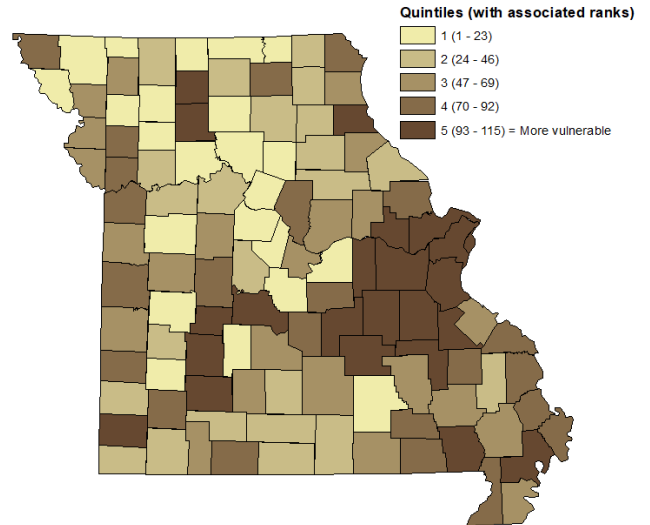 Quintiles (with associated ranks)
1 (1 - 23)
2 (24 - 46)
3 (47 - 69)
4 (70 - 92)
5 (93 - 115) = More vulnerable